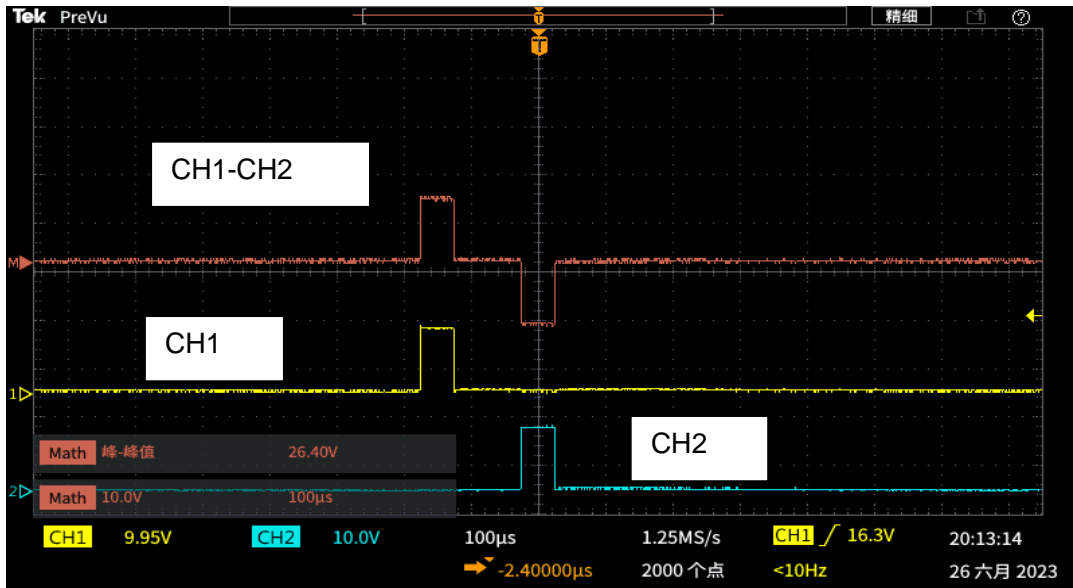 Tek PreVu 精细
T
T
CH1-CH2
M
CH1
1
CH2
Math 峰-峰值 26.40V
2 Math 10.0V 100μs
CH1 9.95V CH2 10.0V 100μs 1.25MS/s CH1 16.3V 20:13:14
-2.40000μs 2000 个点 <10Hz 26 六月 2023